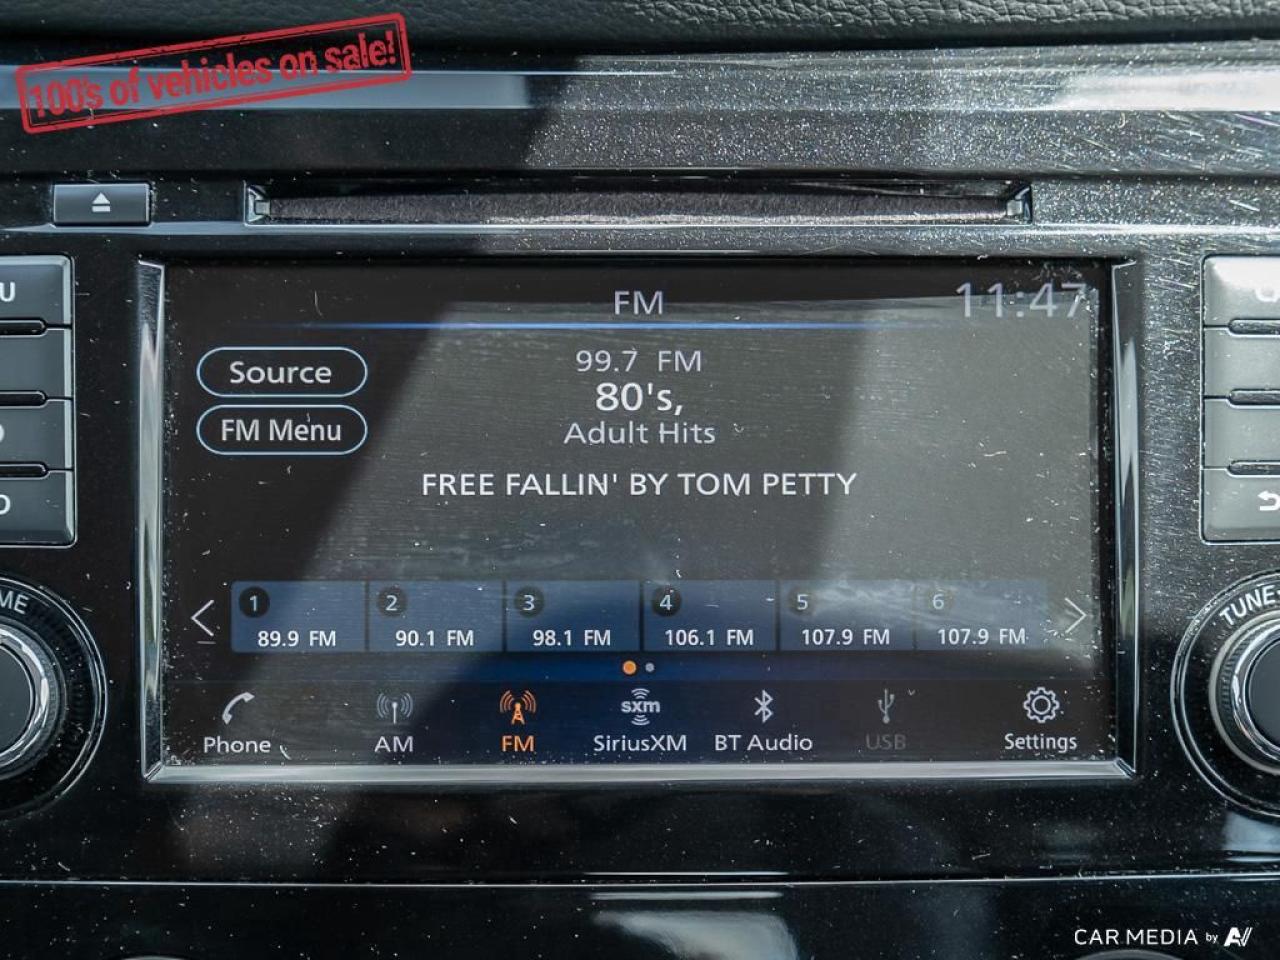 100's of vehicles on sale!
FM
11:47
Source
99.7 FM
80's,
Adult Hits
FM Menu
FREE FALLIN' BY TOM PETTY
1
2
3
4
5
6
89.9 FM
90.1 FM
98.1 FM
106.1 FM
107.9 FM
107.9 FM
sxm
Phone
AM
FM
SiriusXM
BT Audio
USB
Settings
TUNE
CAR MEDIA by